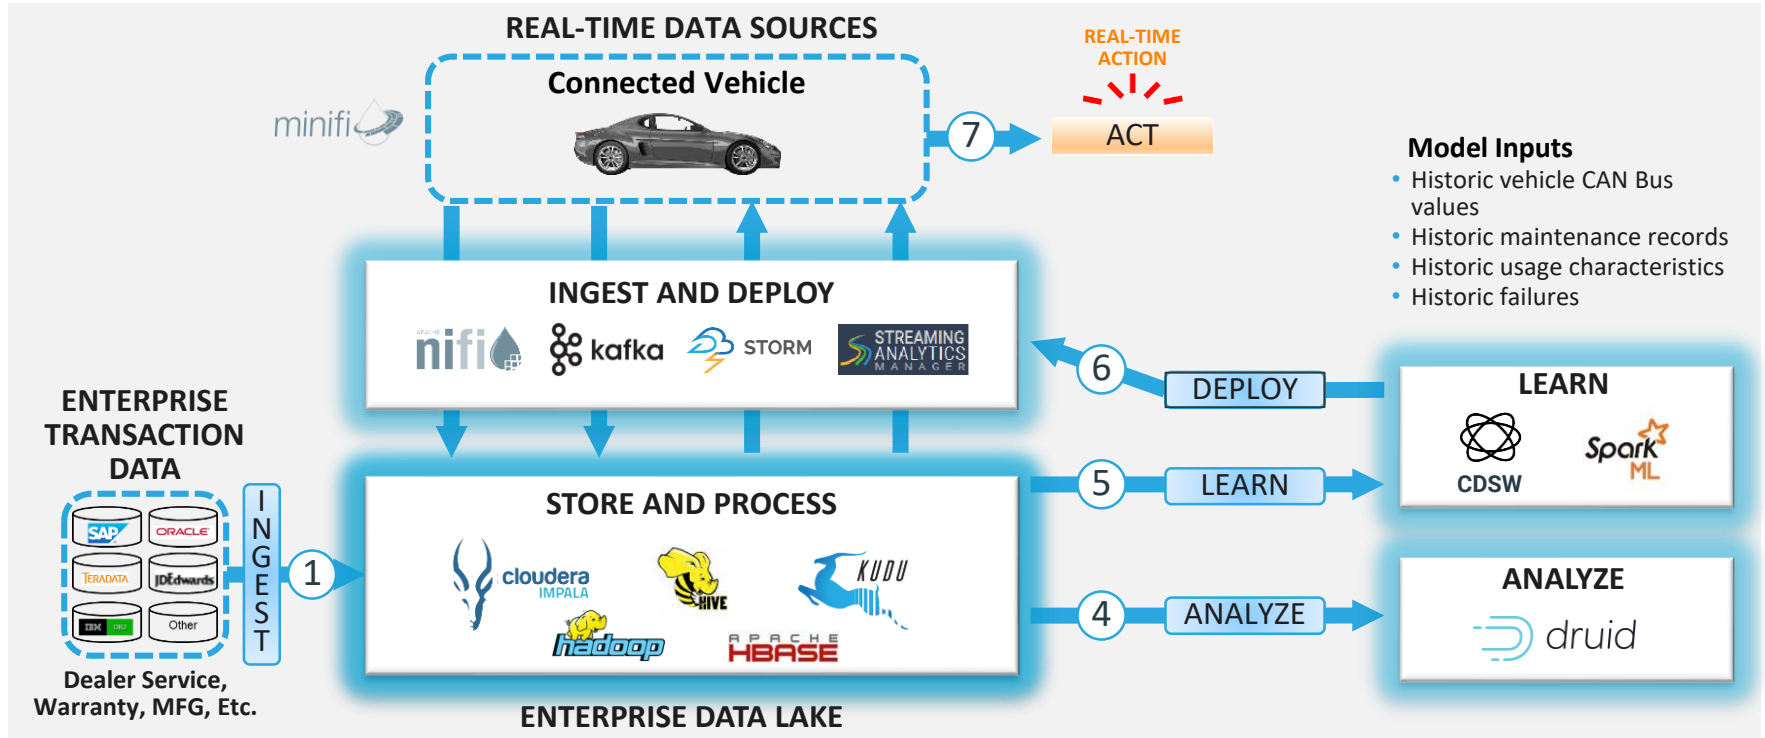 REAL-TIME DATA SOURCES
Connected Vehicle
minifi
7
REAL-TIME
ACTION
ACT
Model Inputs
• Historic vehicle CAN Bus
values
• Historic maintenance records
• Historic usage characteristics
• Historic failures
INGEST AND DEPLOY
APACHE
nifi
kafka
STORM
STREAMING
ANALYTICS
MANAGER
6
DEPLOY
LEARN
CDSW
Spark
ML
ENTERPRISE
TRANSACTION
DATA
SAP
ORACLE
TERADATA
JDEdwards
IBM
Other
Dealer Service,
Warranty, MFG, Etc.
INGEST
1
STORE AND PROCESS
cloudera
IMPALA
HIVE
KUDU
hadoop
APACHE
HBASE
ENTERPRISE DATA LAKE
5
LEARN
4
ANALYZE
ANALYZE
druid